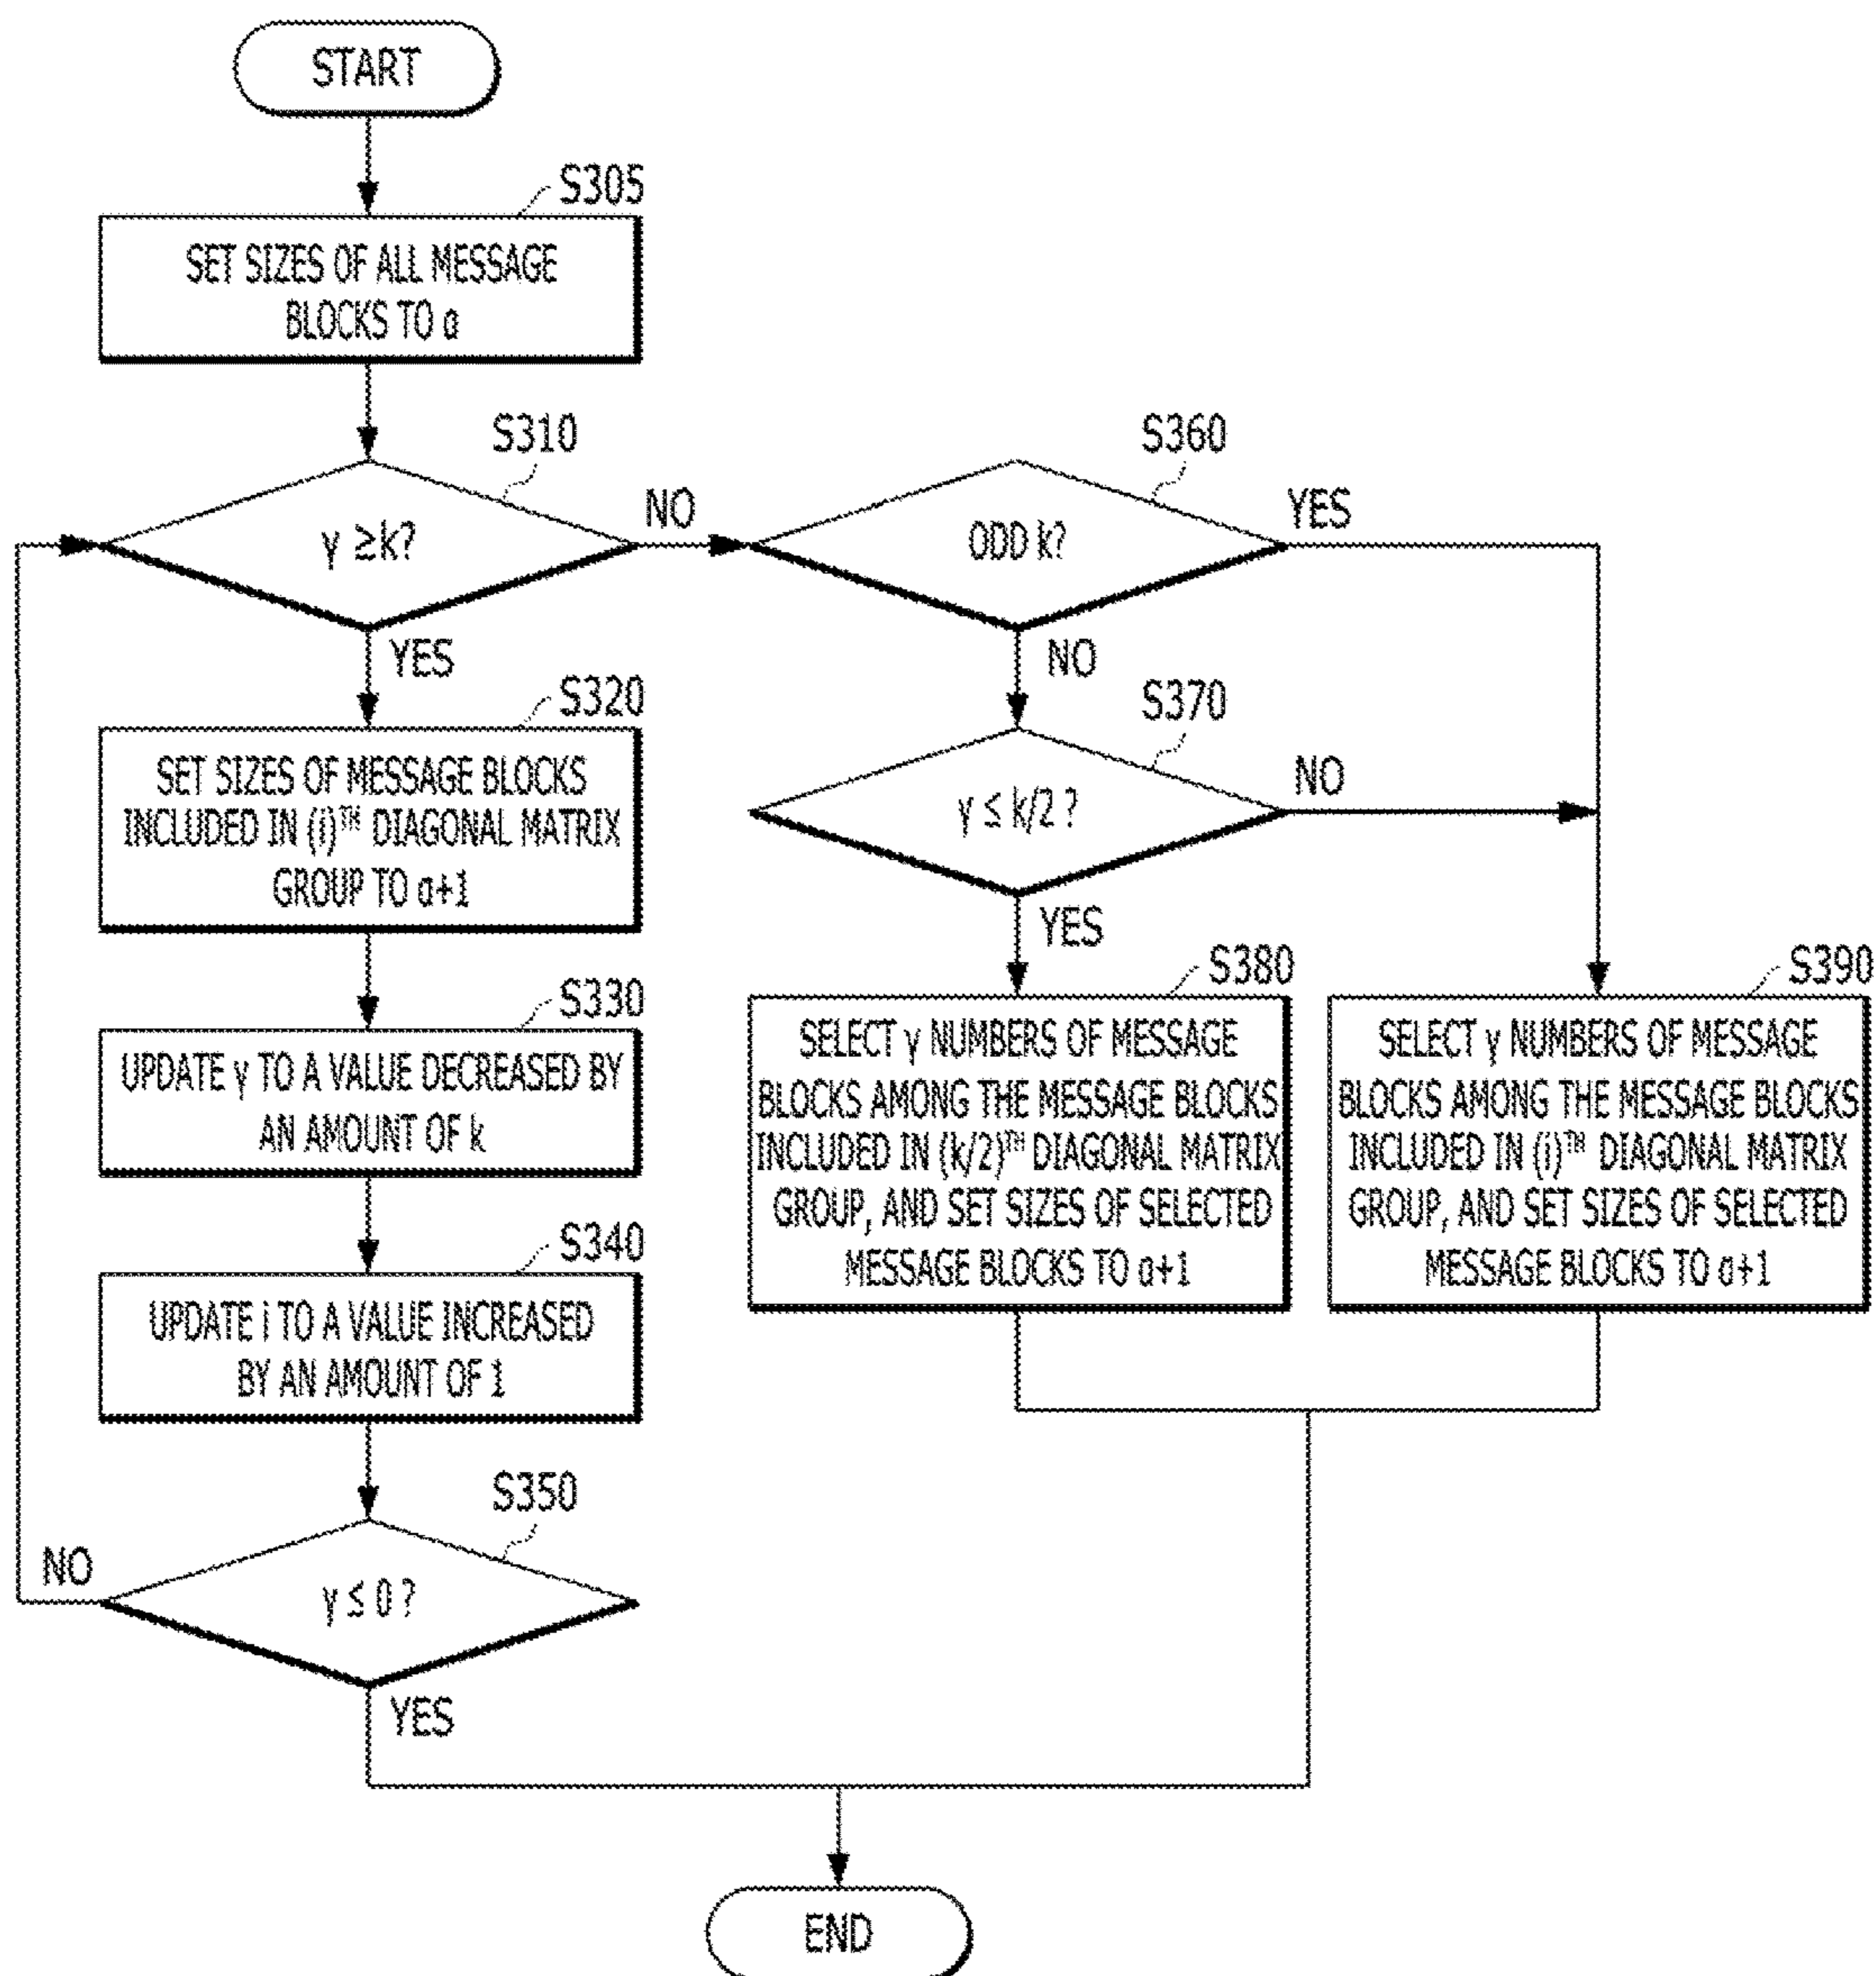 START
S305
SET SIZES OF ALL MESSAGE
BLOCKS TO a
S310
γ ≥k?
NO
YES
S320
SET SIZES OF MESSAGE BLOCKS
INCLUDED IN (i)TH DIAGONAL MATRIX
GROUP TO a+1
S330
UPDATE γ TO A VALUE DECREASED BY
AN AMOUNT OF k
S340
UPDATE i TO A VALUE INCREASED
BY AN AMOUNT OF 1
S350
γ ≤ 0 ?
NO
YES
S360
ODD k?
YES
NO
S370
γ ≤ k/2 ?
NO
YES
S380
SELECT γ NUMBERS OF MESSAGE
BLOCKS AMONG THE MESSAGE BLOCKS
INCLUDED IN (k/2)TH DIAGONAL MATRIX
GROUP, AND SET SIZES OF SELECTED
MESSAGE BLOCKS TO a+1
S390
SELECT γ NUMBERS OF MESSAGE
BLOCKS AMONG THE MESSAGE BLOCKS
INCLUDED IN (i)TH DIAGONAL MATRIX
GROUP, AND SET SIZES OF SELECTED
MESSAGE BLOCKS TO a+1
END